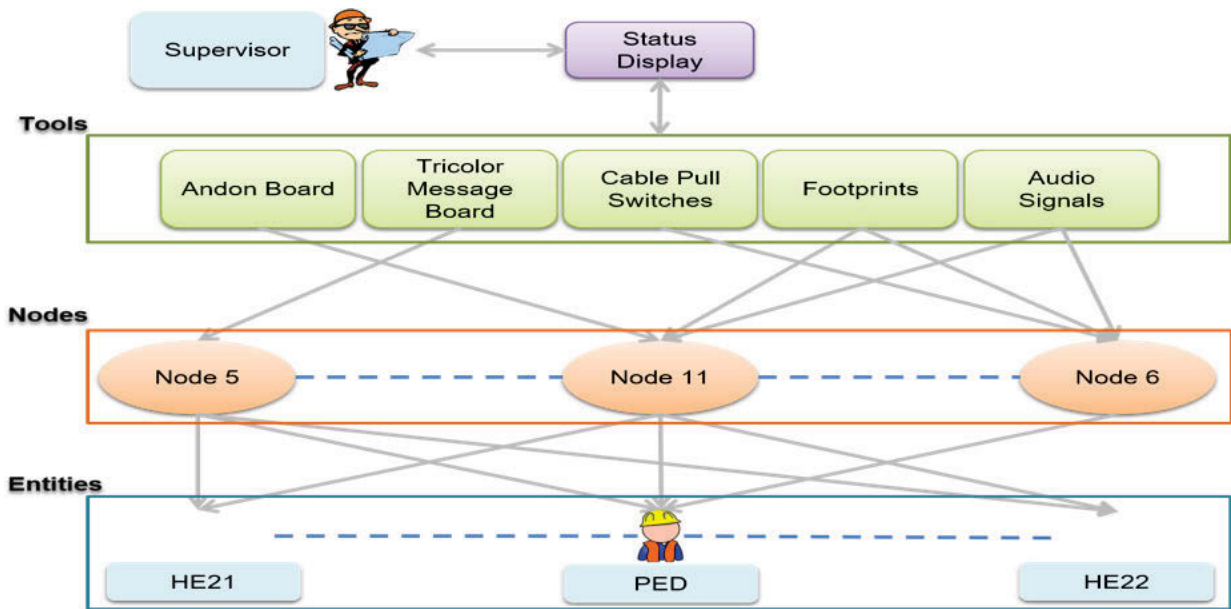 Supervisor
Status
Display
Tools
Andon Board
Tricolor
Message
Board
Cable Pull
Switches
Footprints
Audio
Signals
Nodes
Node 5
Node 11
Node 6
Entities
HE21
PED
HE22